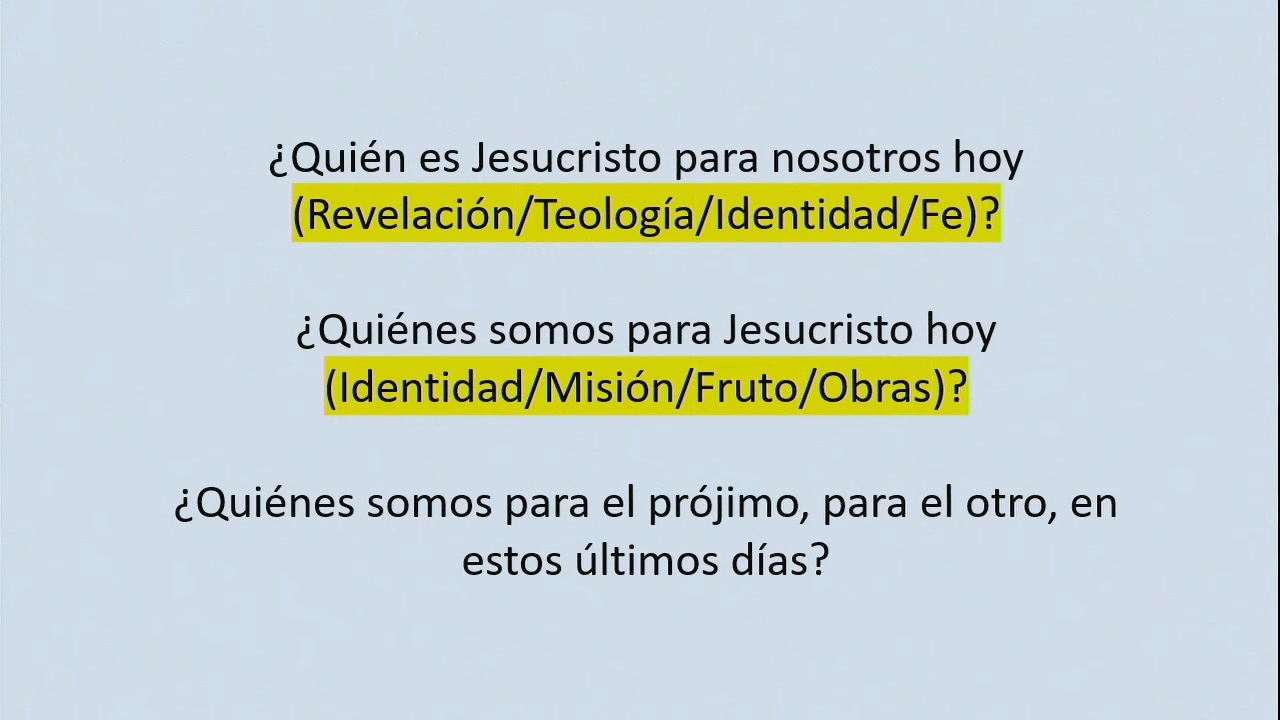 ¿Quién es Jesucristo para nosotros hoy
(Revelación/Teología/Identidad/Fe)?
¿Quiénes somos para Jesucristo hoy
(Identidad/Misión/Fruto/Obras)?
¿Quiénes somos para el prójimo, para el otro, en
estos últimos días?